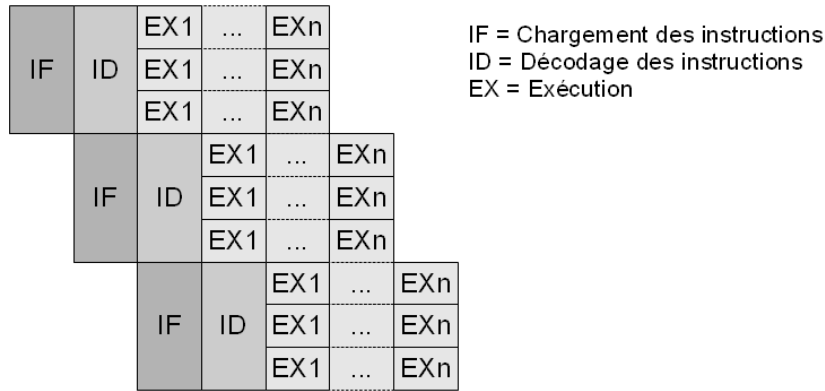 EX1 ... EXn
IF ID EX1 ... EXn
EX1 ... EXn
EX1 ... EXn
IF ID EX1 ... EXn
EX1 ... EXn
EX1 ... EXn
IF ID EX1 ... EXn
EX1 ... EXn
IF = Chargement des instructions
ID = Décodage des instructions
EX = Exécution